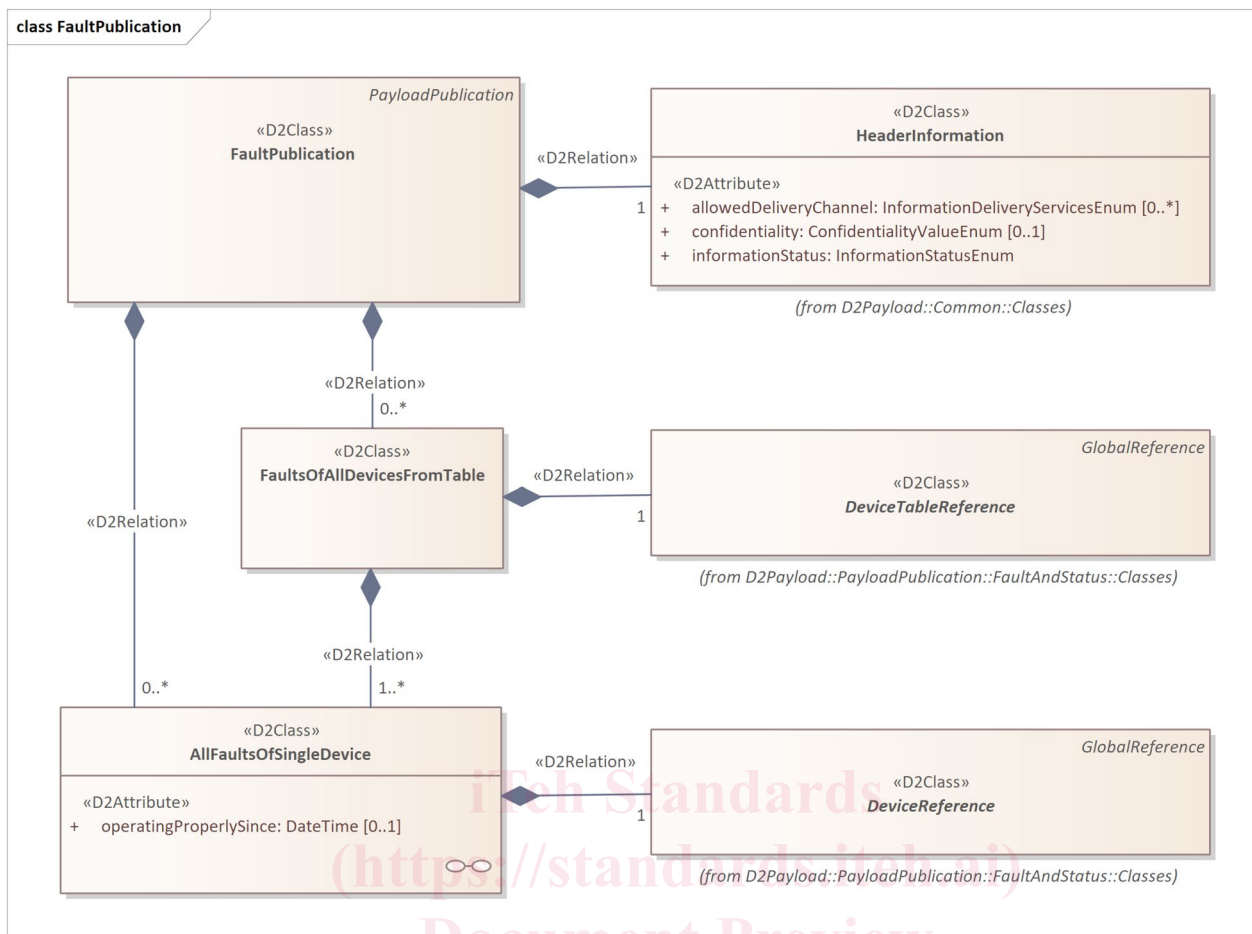 class FaultPublication
PayloadPublication
«D2Class»
FaultPublication
«D2Relation»
1
«D2Class»
HeaderInformation
«D2Attribute»
+ allowedDeliveryChannel: InformationDeliveryServicesEnum [0..*]
+ confidentiality: ConfidentialityValueEnum [0..1]
+ informationStatus: InformationStatusEnum
(from D2Payload::Common::Classes)
«D2Relation»
0..*
«D2Class»
FaultsOfAllDevicesFromTable
«D2Relation»
1
GlobalReference
«D2Class»
DeviceTableReference
(from D2Payload::PayloadPublication::FaultAndStatus::Classes)
«D2Relation»
0..*
«D2Relation»
1..*
«D2Class»
AllFaultsOfSingleDevice
«D2Attribute»
+ operatingProperlySince: DateTime [0..1]
«D2Relation»
1
GlobalReference
«D2Class»
DeviceReference
(from D2Payload::PayloadPublication::FaultAndStatus::Classes)
iTeh Standards
(https://standards.iteh.ai)
Document Preview